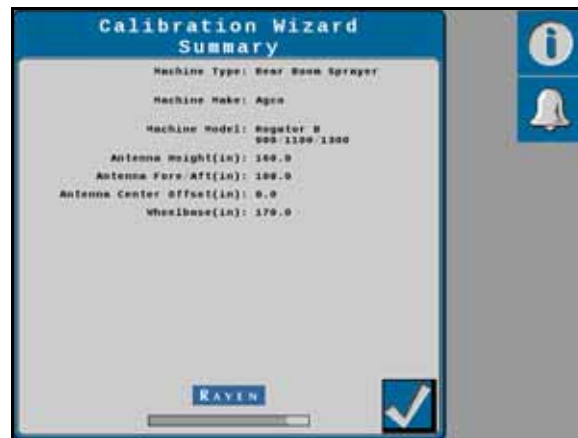 Calibration Wizard
Summary
Machine Type: Rear Boom Sprayer
Machine Make: Agco
Machine Model: Rogator B
900/1100/1300
Antenna Height(in): 160.0
Antenna Fore/Aft(in): 100.0
Antenna Center Offset(in): 0.0
Wheelbase(in): 170.0
RAVEN